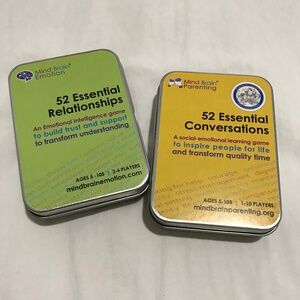 Mind Brain
Emotion
52 Essential
Relationships
An Emotional Intelligence game
to build trust and support
to transform understanding
AGES 5-105 | 2-4 PLAYERS
mindbrainemotion.com
Mind Brain
Parenting
52 Essential
Conversations
A social-emotional learning game
to inspire people for life
and transform quality time
AGES 5-105 | 1-10 PLAYERS
mindbrainparenting.org